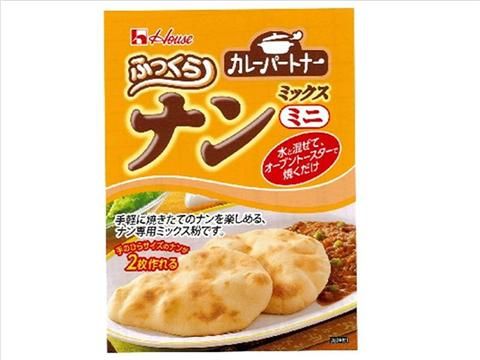 House
カレーパートナー
ふっくら
ナン
ミックス
ミニ
水と混ぜて、
オーブントースターで
焼くだけ
手軽に焼きたてのナンを楽しめる、
ナン専用ミックス粉です。
手のひらサイズのナンが
2枚作れる